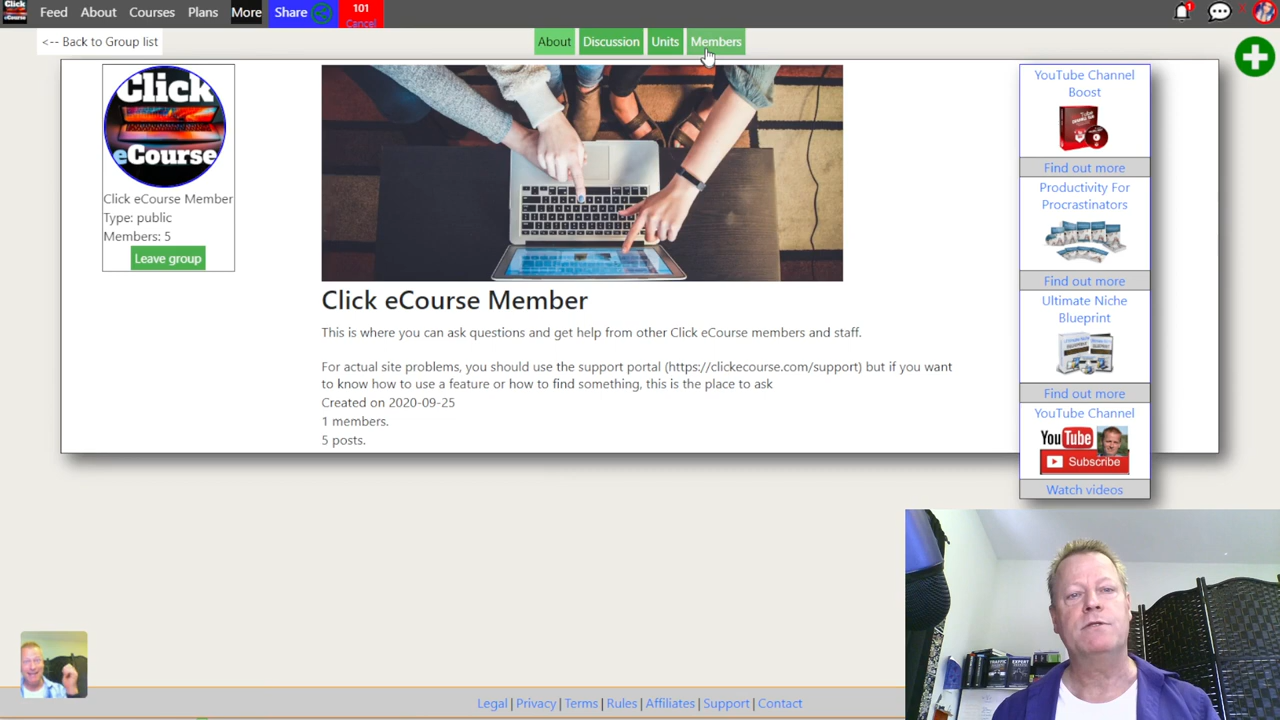 Click
eCourse
Feed
About
Courses
Plans
More
Share
101
Cancel
1
<-- Back to Group list
About
Discussion
Units
Members
Click
eCourse
Click eCourse Member
Type: public
Members: 5
Leave group
Click eCourse Member
This is where you can ask questions and get help from other Click eCourse members and staff.
For actual site problems, you should use the support portal (https://clickecourse.com/support) but if you want
to know how to use a feature or how to find something, this is the place to ask
Created on 2020-09-25
1 members.
5 posts.
YouTube Channel
Boost
Find out more
Productivity For
Procrastinators
Find out more
Ultimate Niche
Blueprint
Find out more
YouTube Channel
YouTube
Subscribe
Watch videos
Legal | Privacy | Terms | Rules | Affiliates | Support | Contact